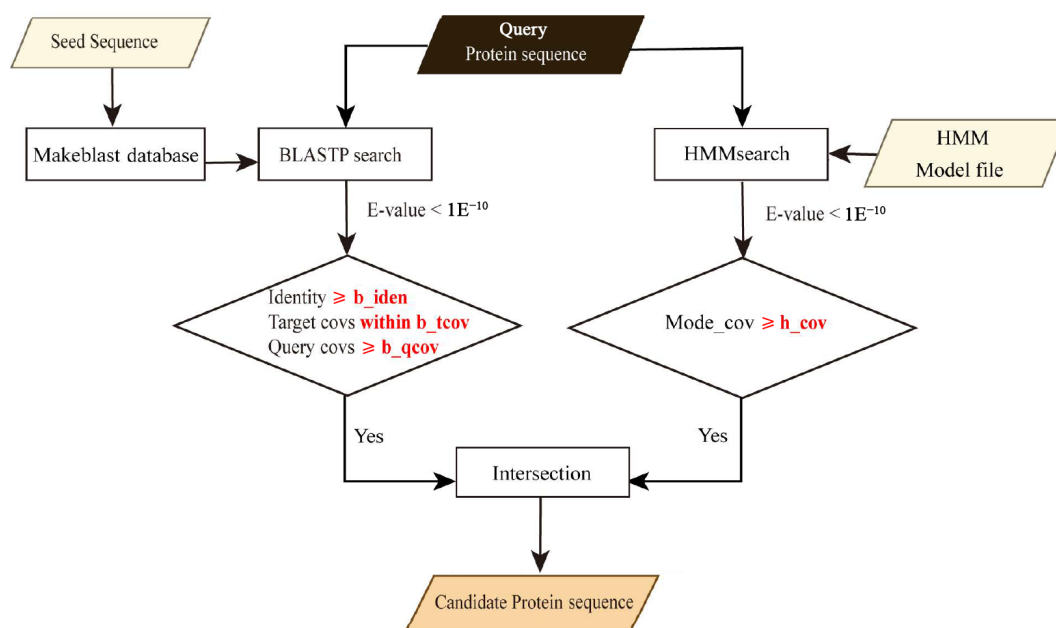 Seed Sequence
Query
Protein sequence
Makeblast database
BLASTP search
HMMsearch
HMM
Model file
E-value < 1E⁻¹⁰
E-value < 1E⁻¹⁰
Identity ⩾ b_iden
Target covs within b_tcov
Query covs ⩾ b_qcov
Mode_cov ⩾ h_cov
Yes
Yes
Intersection
Candidate Protein sequence